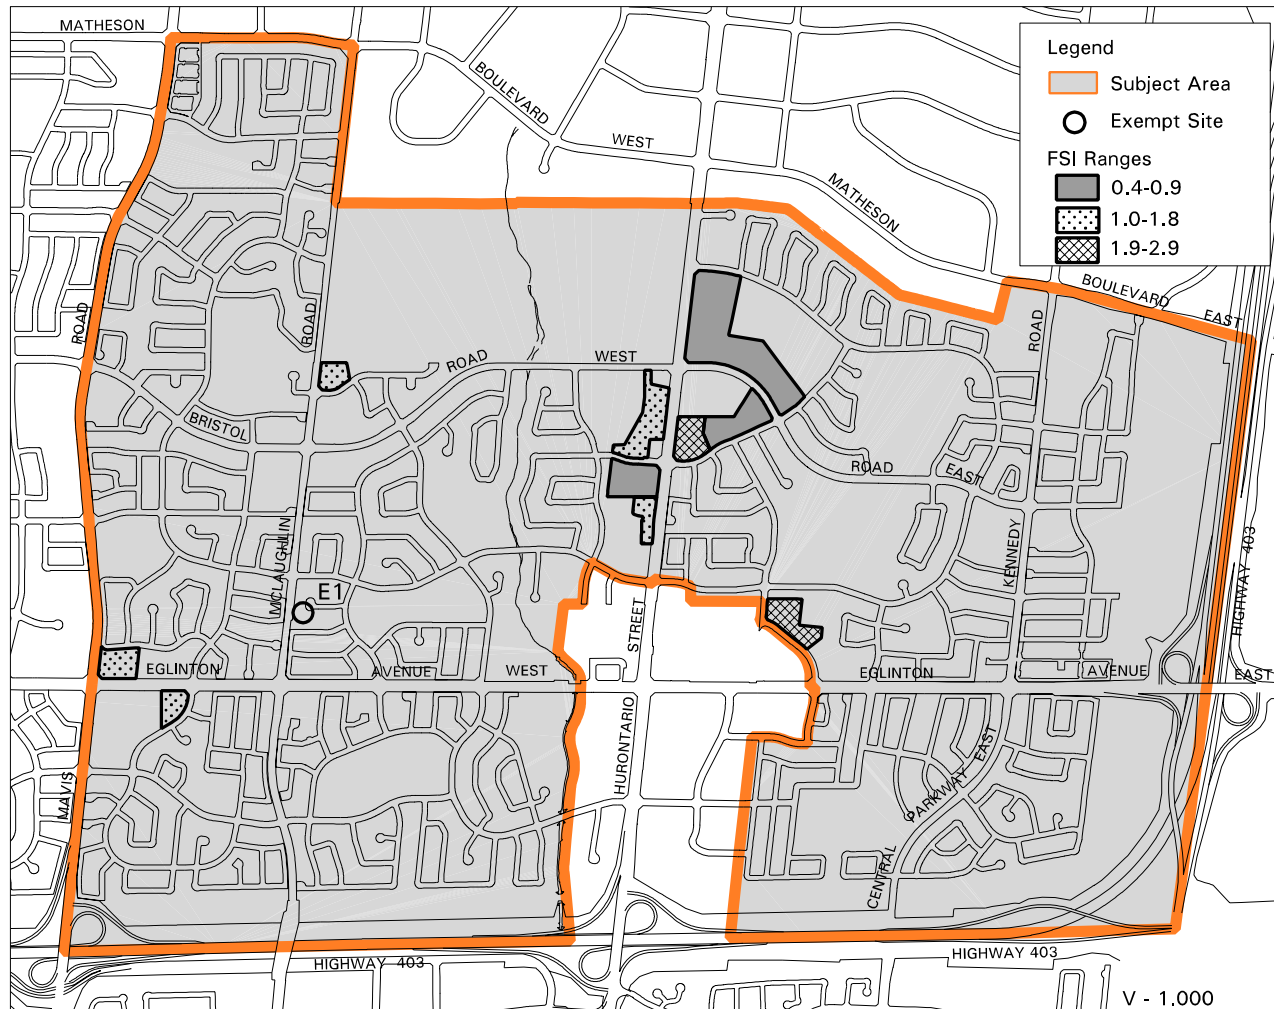 MATHESON
BOULEVARD
WEST
MATHESON
BOULEVARD
EAST
Legend
Subject Area
Exempt Site
FSI Ranges
0.4-0.9
1.0-1.8
1.9-2.9
ROAD
ROAD
ROAD
WEST
ROAD
BRISTOL
ROAD
EAST
MCLAUGHLIN
KENNEDY
HIGHWAY 403
E1
STREET
EGLINTON
AVENUE
WEST
EGLINTON
AVENUE
EAST
HURONTARIO
MAVIS
PARKWAY EAST
CENTRAL
HIGHWAY 403
HIGHWAY 403
V - 1,000